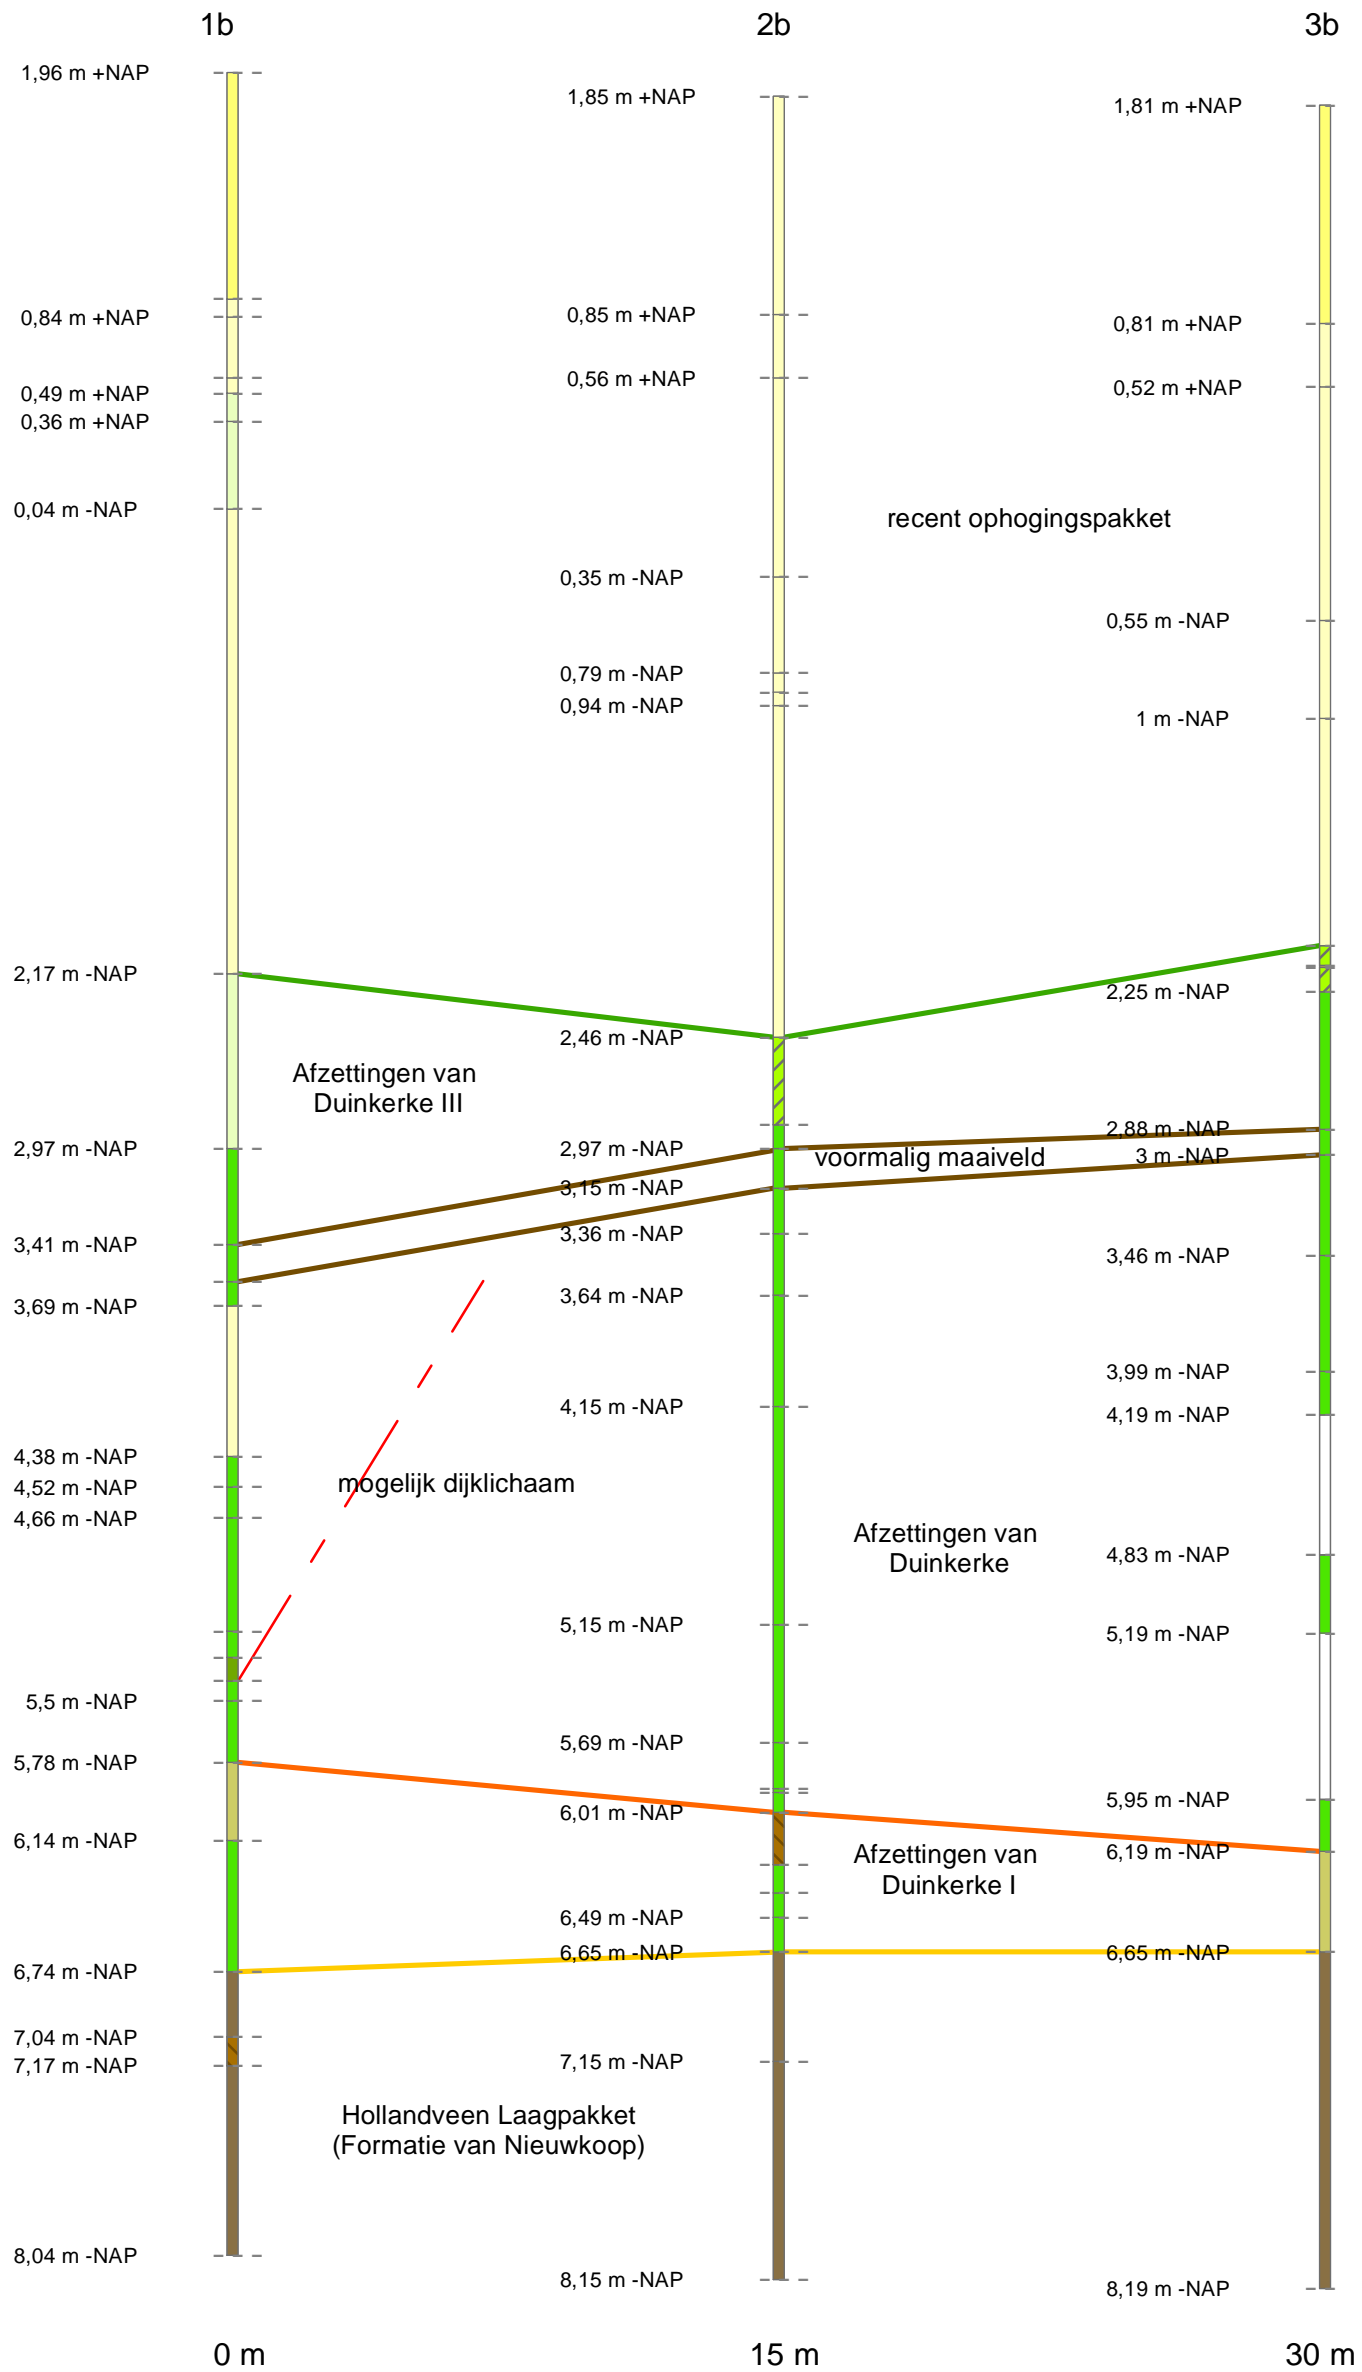 1b
2b
3b
1,96 m +NAP
1,85 m +NAP
1,81 m +NAP
0,84 m +NAP
0,85 m +NAP
0,81 m +NAP
0,49 m +NAP
0,56 m +NAP
0,52 m +NAP
0,36 m +NAP
0,04 m -NAP
recent ophogingspakket
0,35 m -NAP
0,55 m -NAP
0,79 m -NAP
0,94 m -NAP
1 m -NAP
2,17 m -NAP
2,25 m -NAP
2,46 m -NAP
Afzettingen van
Duinkerke III
2,97 m -NAP
2,97 m -NAP
2,88 m -NAP
voormalig maaiveld
3 m -NAP
3,15 m -NAP
3,41 m -NAP
3,36 m -NAP
3,46 m -NAP
3,69 m -NAP
3,64 m -NAP
3,99 m -NAP
4,15 m -NAP
4,19 m -NAP
4,38 m -NAP
4,52 m -NAP
mogelijk dijklichaam
4,66 m -NAP
Afzettingen van
Duinkerke
4,83 m -NAP
5,15 m -NAP
5,19 m -NAP
5,5 m -NAP
5,78 m -NAP
5,69 m -NAP
5,95 m -NAP
6,01 m -NAP
6,14 m -NAP
Afzettingen van
Duinkerke I
6,19 m -NAP
6,49 m -NAP
6,74 m -NAP
6,65 m -NAP
6,65 m -NAP
7,04 m -NAP
7,17 m -NAP
7,15 m -NAP
Hollandveen Laagpakket
(Formatie van Nieuwkoop)
8,04 m -NAP
8,15 m -NAP
8,19 m -NAP
0 m
15 m
30 m